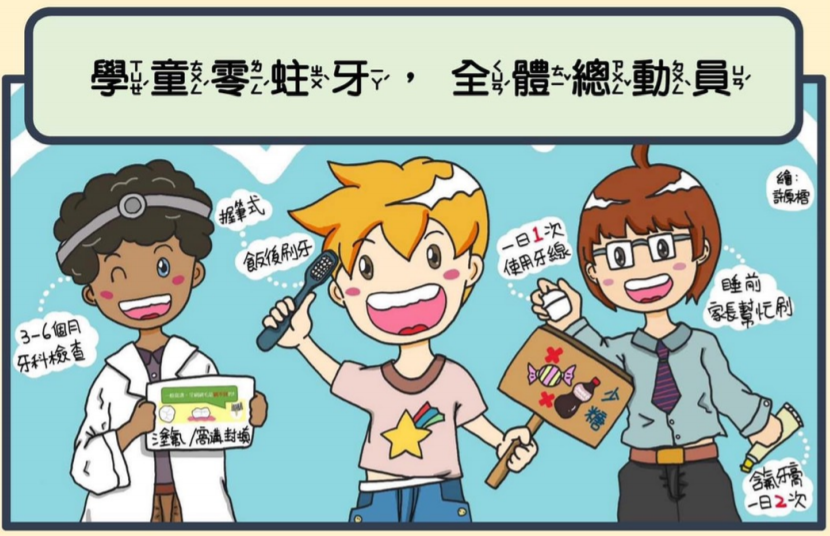 學童零蛀牙，全體總動員
繪：
許原榴
握筆式
飯後刷牙
一日1次
使用牙線
睡前
家長幫忙刷
3-6個月
牙科檢查
塗氟/窩溝封填
少
糖
含氟牙膏
一日2次